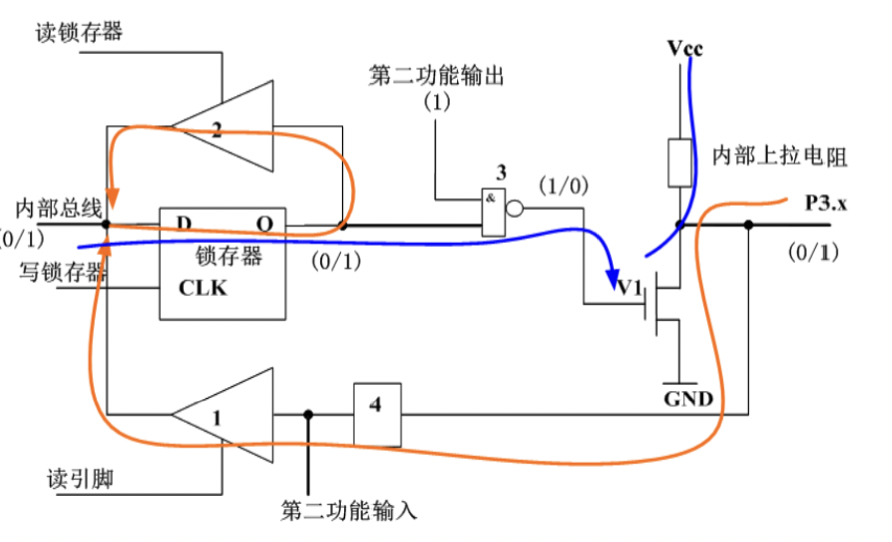 读锁存器
Vcc
第二功能输出
(1)
2
内部上拉电阻
3
&
(1/0)
内部总线
D
Q
P3.x
(0/1)
锁存器
(0/1)
(0/1)
写锁存器
CLK
V1
GND
1
4
读引脚
第二功能输入